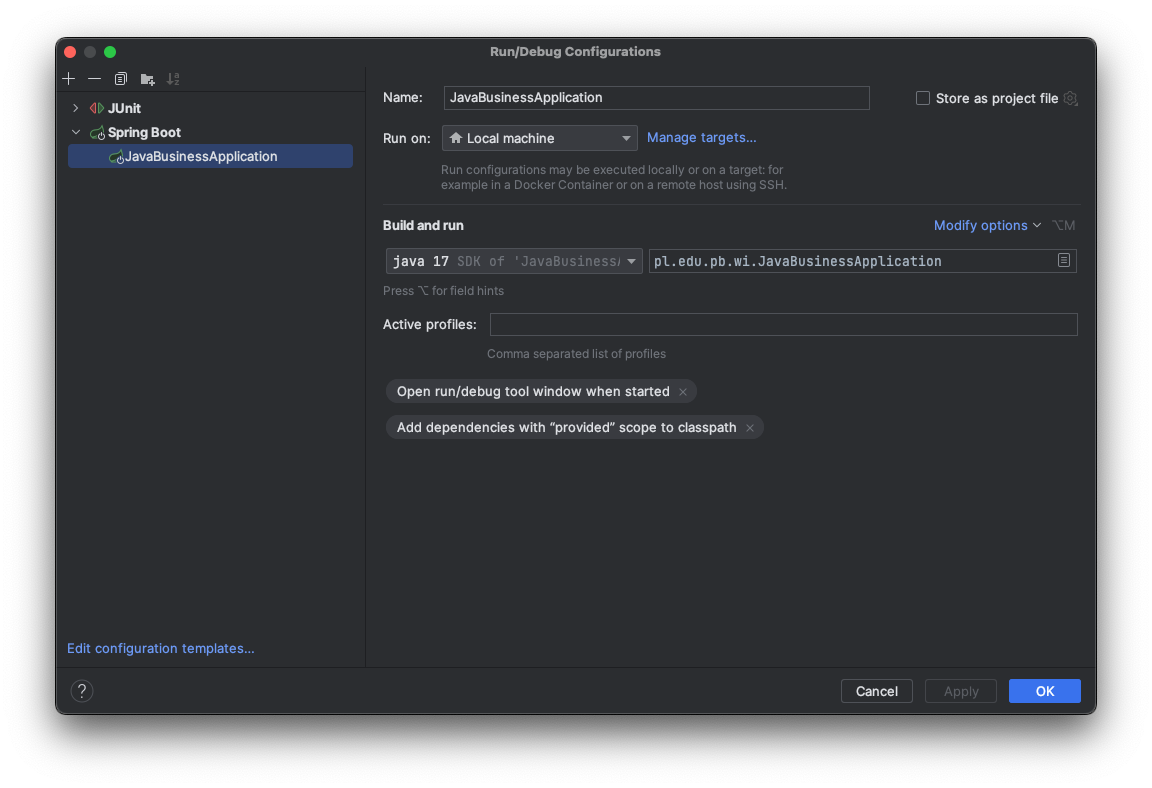 Run/Debug Configurations
JUnit
Spring Boot
JavaBusinessApplication
Edit configuration templates...
Name: JavaBusinessApplication
Store as project file
Run on: Local machine Manage targets...
Run configurations may be executed locally or on a target: for
example in a Docker Container or on a remote host using SSH.
Build and run
Modify options ⌥M
java 17 SDK of 'JavaBusiness pl.edu.pb.wi.JavaBusinessApplication
Press ⌥ for field hints
Active profiles:
Comma separated list of profiles
Open run/debug tool window when started ×
Add dependencies with “provided” scope to classpath ×
?
Cancel Apply OK